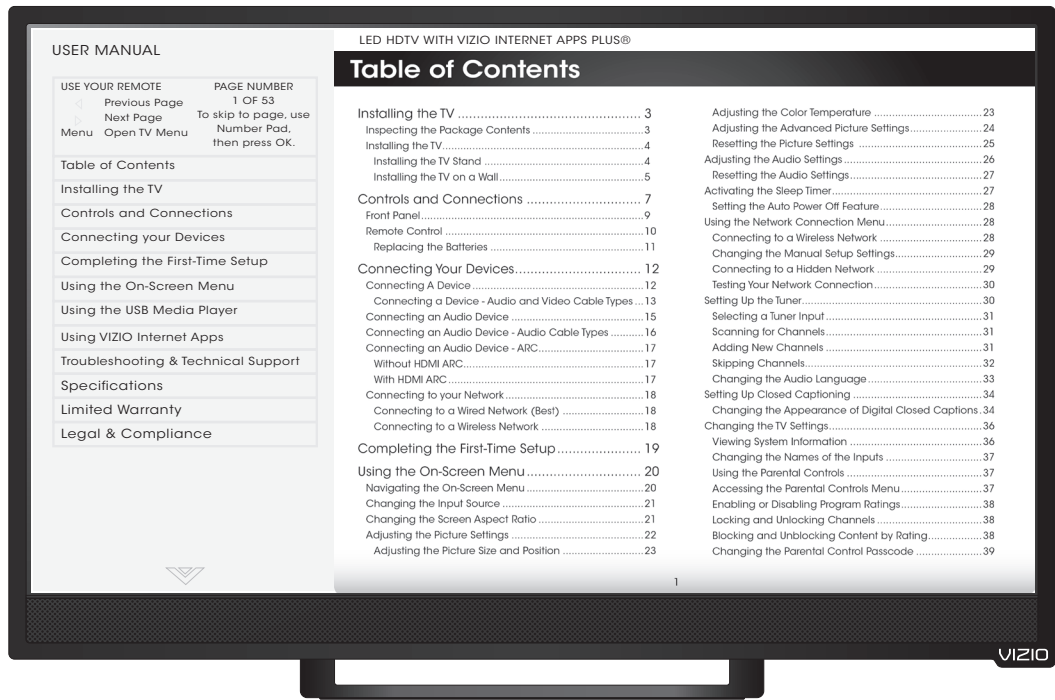 USER MANUAL
USE YOUR REMOTE
Previous Page
Next Page
Menu Open TV Menu
PAGE NUMBER
1 OF 53
To skip to page, use
Number Pad,
then press OK.
Table of Contents
Installing the TV
Controls and Connections
Connecting your Devices
Completing the First-Time Setup
Using the On-Screen Menu
Using the USB Media Player
Using VIZIO Internet Apps
Troubleshooting & Technical Support
Specifications
Limited Warranty
Legal & Compliance
LED HDTV WITH VIZIO INTERNET APPS PLUS®
Table of Contents
Installing the TV ........ 3
Inspecting the Package Contents ........ 3
Installing the TV ........ 4
Installing the TV Stand ........ 4
Installing the TV on a Wall ........ 5
Controls and Connections ........ 7
Front Panel ........ 9
Remote Control ........ 10
Replacing the Batteries ........ 11
Connecting Your Devices ........ 12
Connecting A Device ........ 12
Connecting a Device - Audio and Video Cable Types ... 13
Connecting an Audio Device ........ 15
Connecting an Audio Device - Audio Cable Types ........ 16
Connecting an Audio Device - ARC ........ 17
Without HDMI ARC ........ 17
With HDMI ARC ........ 17
Connecting to your Network ........ 18
Connecting to a Wired Network (Best) ........ 18
Connecting to a Wireless Network ........ 18
Completing the First-Time Setup ........ 19
Using the On-Screen Menu ........ 20
Navigating the On-Screen Menu ........ 20
Changing the Input Source ........ 21
Changing the Screen Aspect Ratio ........ 21
Adjusting the Picture Settings ........ 22
Adjusting the Picture Size and Position ........ 23
Adjusting the Color Temperature ........ 23
Adjusting the Advanced Picture Settings ........ 24
Resetting the Picture Settings ........ 25
Adjusting the Audio Settings ........ 26
Resetting the Audio Settings ........ 27
Activating the Sleep Timer ........ 27
Setting the Auto Power Off Feature ........ 28
Using the Network Connection Menu ........ 28
Connecting to a Wireless Network ........ 28
Changing the Manual Setup Settings ........ 29
Connecting to a Hidden Network ........ 29
Testing Your Network Connection ........ 30
Setting Up the Tuner ........ 30
Selecting a Tuner Input ........ 31
Scanning for Channels ........ 31
Adding New Channels ........ 31
Skipping Channels ........ 32
Changing the Audio Language ........ 33
Setting Up Closed Captioning ........ 34
Changing the Appearance of Digital Closed Captions . 34
Changing the TV Settings ........ 36
Viewing System Information ........ 36
Changing the Names of the Inputs ........ 37
Using the Parental Controls ........ 37
Accessing the Parental Controls Menu ........ 37
Enabling or Disabling Program Ratings ........ 38
Locking and Unlocking Channels ........ 38
Blocking and Unblocking Content by Rating ........ 38
Changing the Parental Control Passcode ........ 39
1
VIZIO